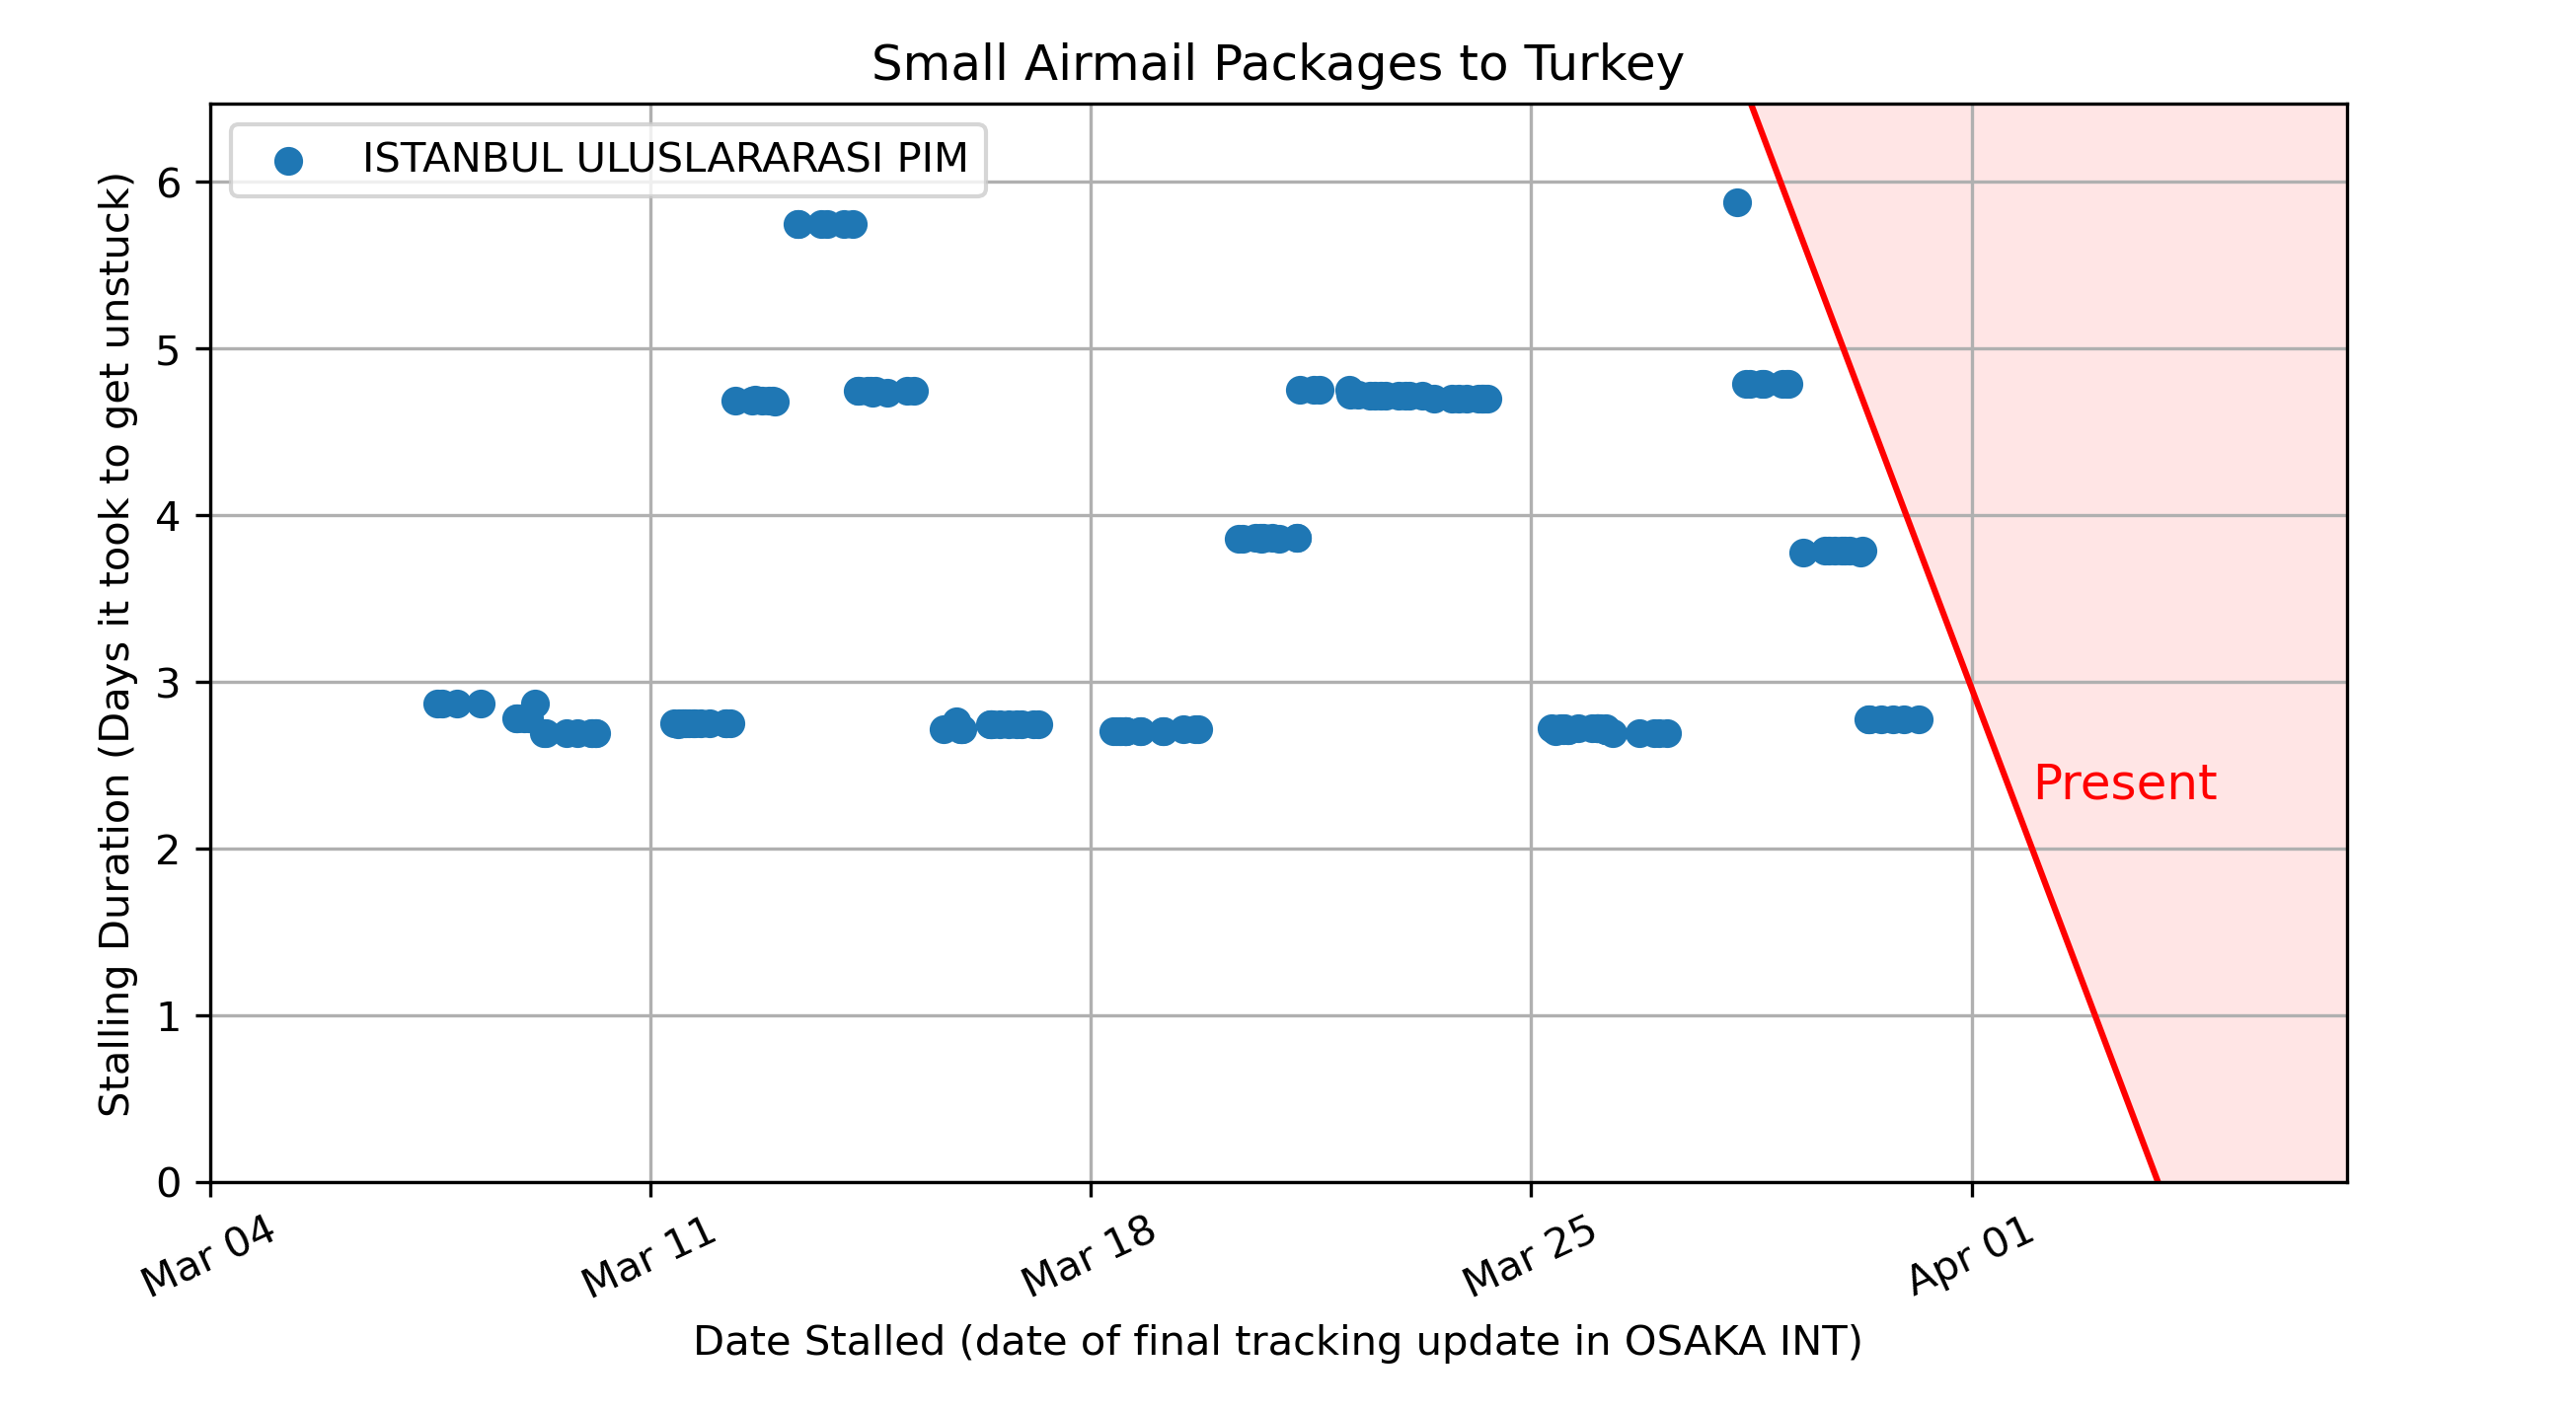 Small Airmail Packages to Turkey
ISTANBUL ULUSLARARASI PIM
Stalling Duration (Days it took to get unstuck)
6
5
4
3
2
1
0
Present
Mar 04
Mar 11
Mar 18
Mar 25
Apr 01
Date Stalled (date of final tracking update in OSAKA INT)